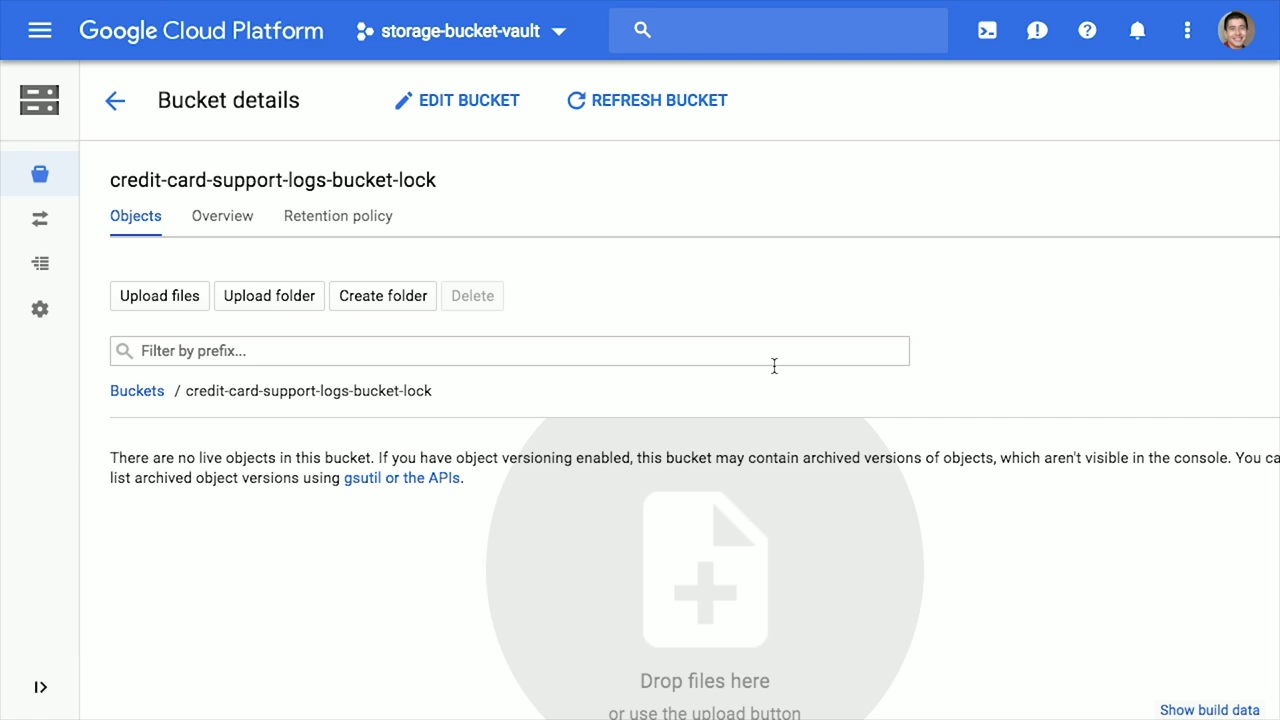 Google Cloud Platform
storage-bucket-vault
Bucket details
EDIT BUCKET
REFRESH BUCKET
credit-card-support-logs-bucket-lock
Objects
Overview
Retention policy
Upload files
Upload folder
Create folder
Delete
Filter by prefix...
Buckets / credit-card-support-logs-bucket-lock
There are no live objects in this bucket. If you have object versioning enabled, this bucket may contain archived versions of objects, which aren't visible in the console. You ca
list archived object versions using gsutil or the APIs.
Drop files here
or use the upload button
Show build data